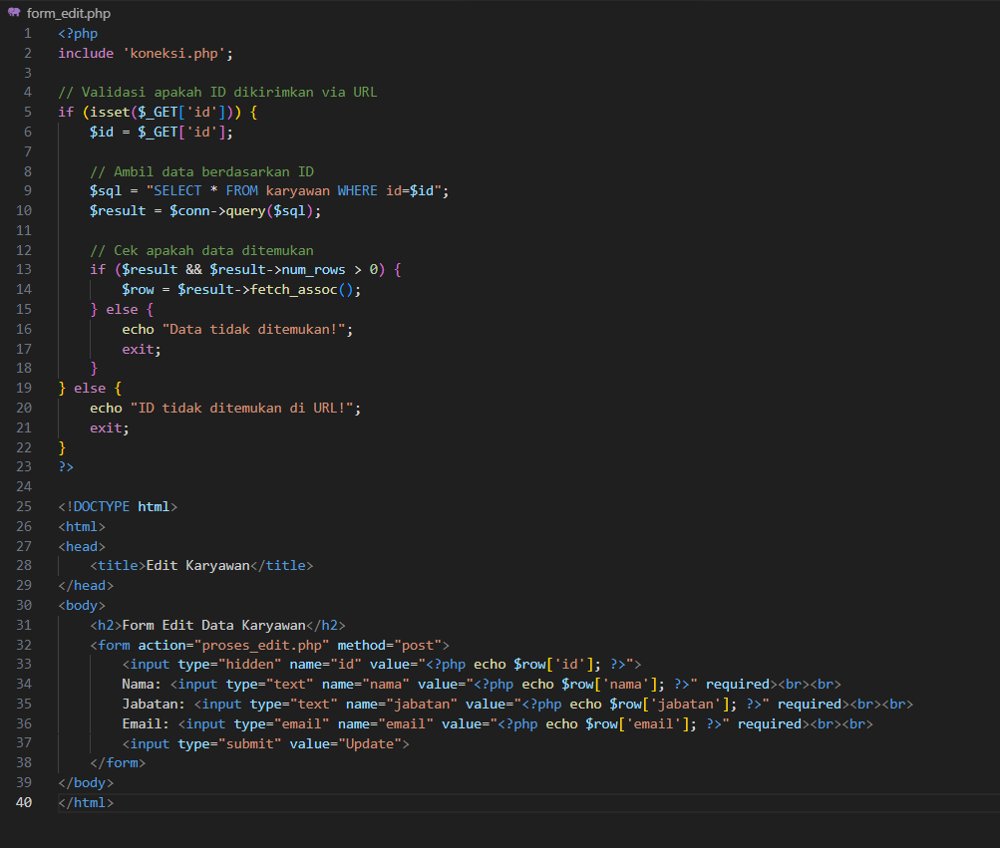 form_edit.php
1 <?php
2 include 'koneksi.php';
3
4 // Validasi apakah ID dikirimkan via URL
5 if (isset($_GET['id'])) {
6     $id = $_GET['id'];
7
8     // Ambil data berdasarkan ID
9     $sql = "SELECT * FROM karyawan WHERE id=$id";
10     $result = $conn->query($sql);
11
12     // Cek apakah data ditemukan
13     if ($result && $result->num_rows > 0) {
14         $row = $result->fetch_assoc();
15     } else {
16         echo "Data tidak ditemukan!";
17         exit;
18     }
19 } else {
20     echo "ID tidak ditemukan di URL!";
21     exit;
22 }
23 ?>
24
25 <!DOCTYPE html>
26 <html>
27 <head>
28     <title>Edit Karyawan</title>
29 </head>
30 <body>
31     <h2>Form Edit Data Karyawan</h2>
32     <form action="proses_edit.php" method="post">
33         <input type="hidden" name="id" value="<?php echo $row['id']; ?>">
34         Nama: <input type="text" name="nama" value="<?php echo $row['nama']; ?>" required><br><br>
35         Jabatan: <input type="text" name="jabatan" value="<?php echo $row['jabatan']; ?>" required><br><br>
36         Email: <input type="email" name="email" value="<?php echo $row['email']; ?>" required><br><br>
37         <input type="submit" value="Update">
38     </form>
39 </body>
40 </html>